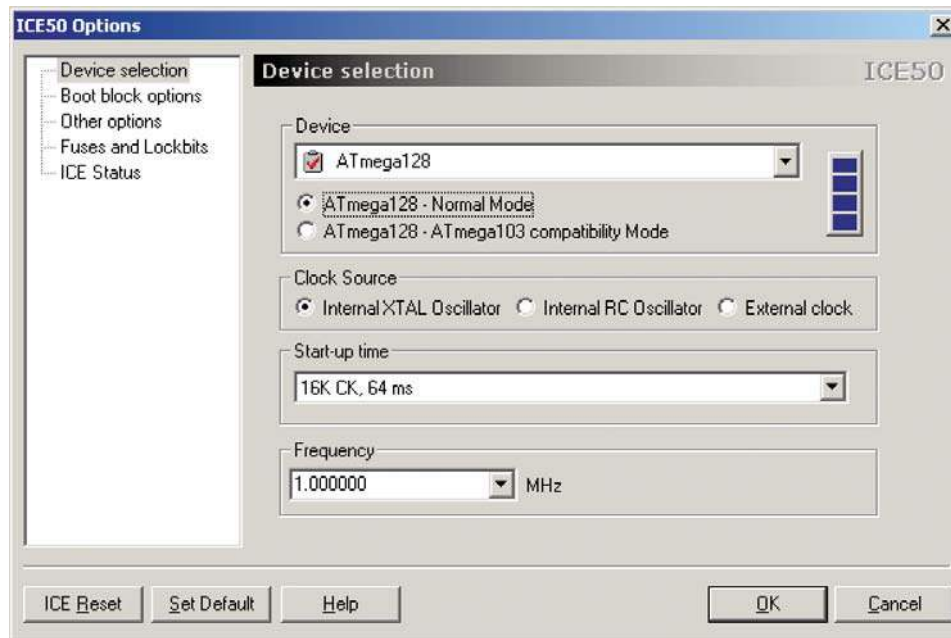 ICE50 Options
Device selection
Boot block options
Other options
Fuses and Lockbits
ICE Status
Device selection ICE50
Device
ATmega128
ATmega128 - Normal Mode
ATmega128 - ATmega103 compatibility Mode
Clock Source
Internal XTAL Oscillator Internal RC Oscillator External clock
Start-up time
16K CK, 64 ms
Frequency
1.000000 MHz
ICE Reset Set Default Help OK Cancel